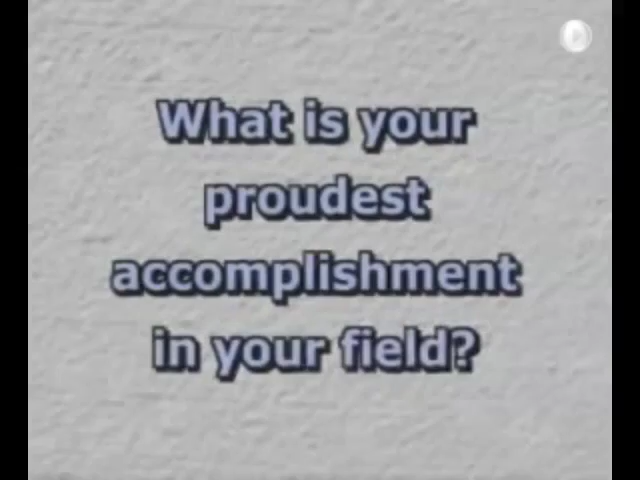 What is your
proudest
accomplishment
in your field?